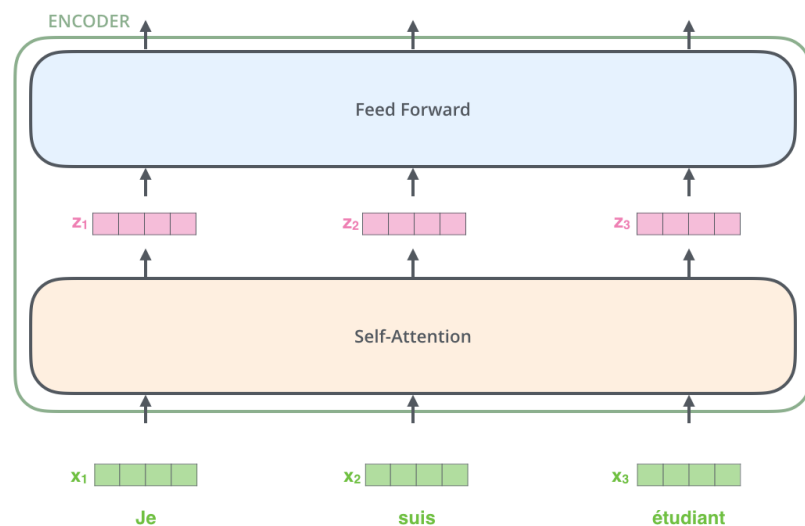 ENCODER
Feed Forward
z₁ z₂ z₃
Self-Attention
x₁ x₂ x₃
Je suis étudiant